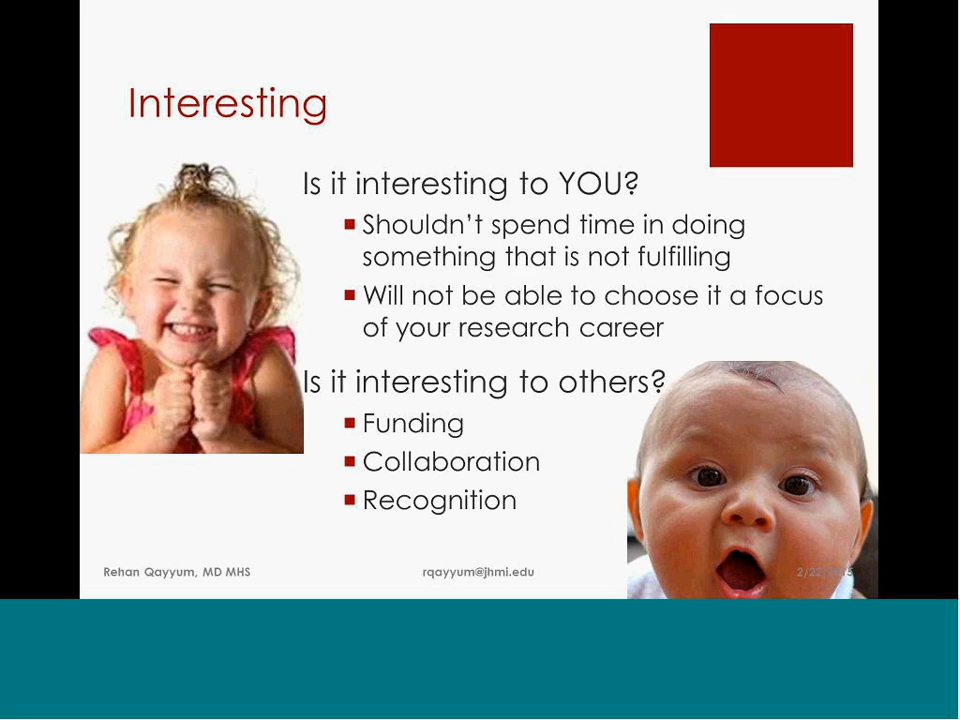 Interesting
Is it interesting to YOU?
Shouldn’t spend time in doing
something that is not fulfilling
Will not be able to choose it a focus
of your research career
Is it interesting to others?
Funding
Collaboration
Recognition
Rehan Qayyum, MD MHS
rqayyum@jhmi.edu